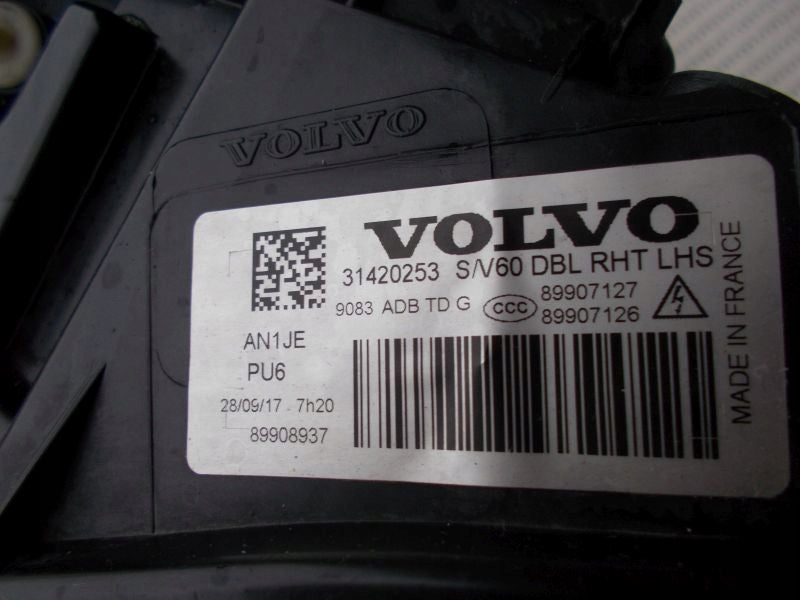 VOLVO
VOLVO
31420253 S/V60 DBL RHT LHS
9083 ADB TD G CCC 89907127
89907126
AN1JE
PU6
28/09/17 7h20
89908937
MADE IN FRANCE